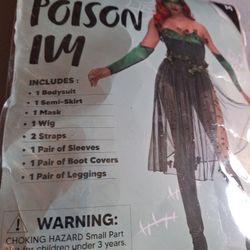 POISON
IVY
INCLUDES :
• 1 Bodysuit
• 1 Semi-Skirt
• 1 Mask
• 1 Wig
• 2 Straps
• 1 Pair of Sleeves
• 1 Pair of Boot Covers
• 1 Pair of Leggings
WARNING:
CHOKING HAZARD Small Part
Not for children under 3 years.